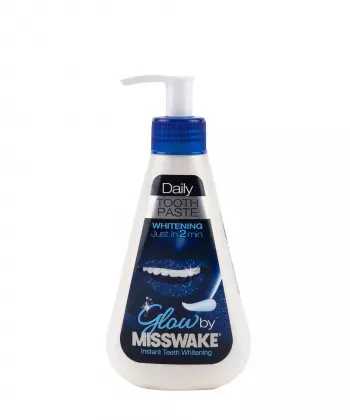 Daily
TOOTH
PASTE
WHITENING
Just in 2 min
Glow by
MISSWAKE®
Instant Teeth Whitening